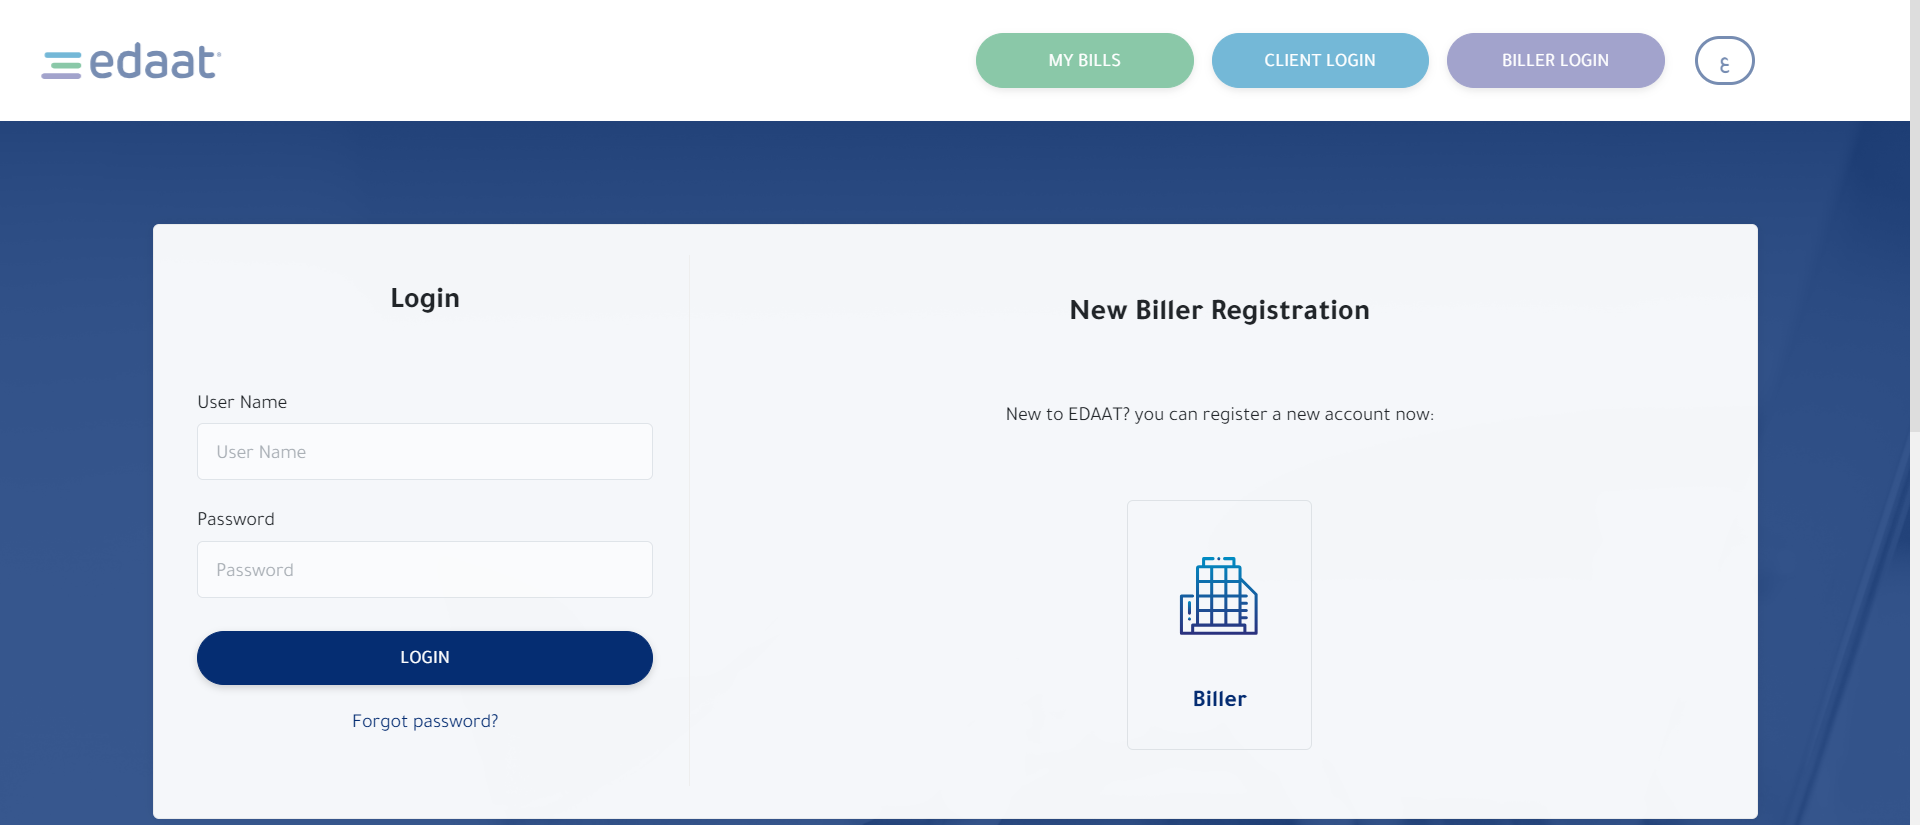 edaat
MY BILLS
CLIENT LOGIN
BILLER LOGIN
ع
Login
User Name
User Name
Password
Password
LOGIN
Forgot password?
New Biller Registration
New to EDAAT? you can register a new account now:
Biller